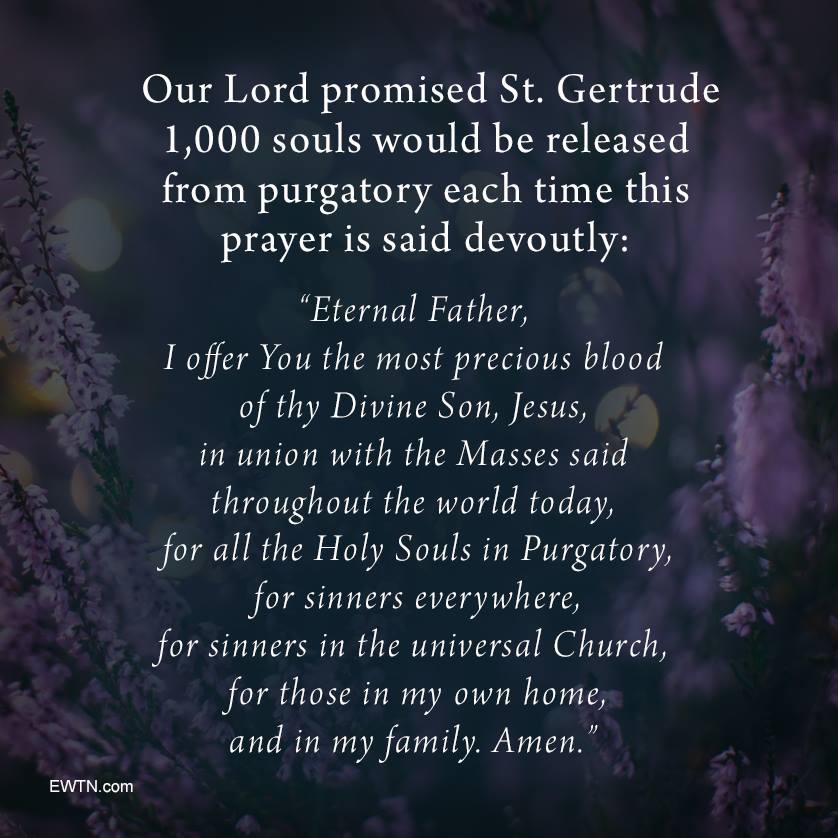 Our Lord promised St. Gertrude
1,000 souls would be released
from purgatory each time this
prayer is said devoutly:
“Eternal Father,
I offer You the most precious blood
of thy Divine Son, Jesus,
in union with the Masses said
throughout the world today,
for all the Holy Souls in Purgatory,
for sinners everywhere,
for sinners in the universal Church,
for those in my own home,
and in my family. Amen.”
EWTN.com